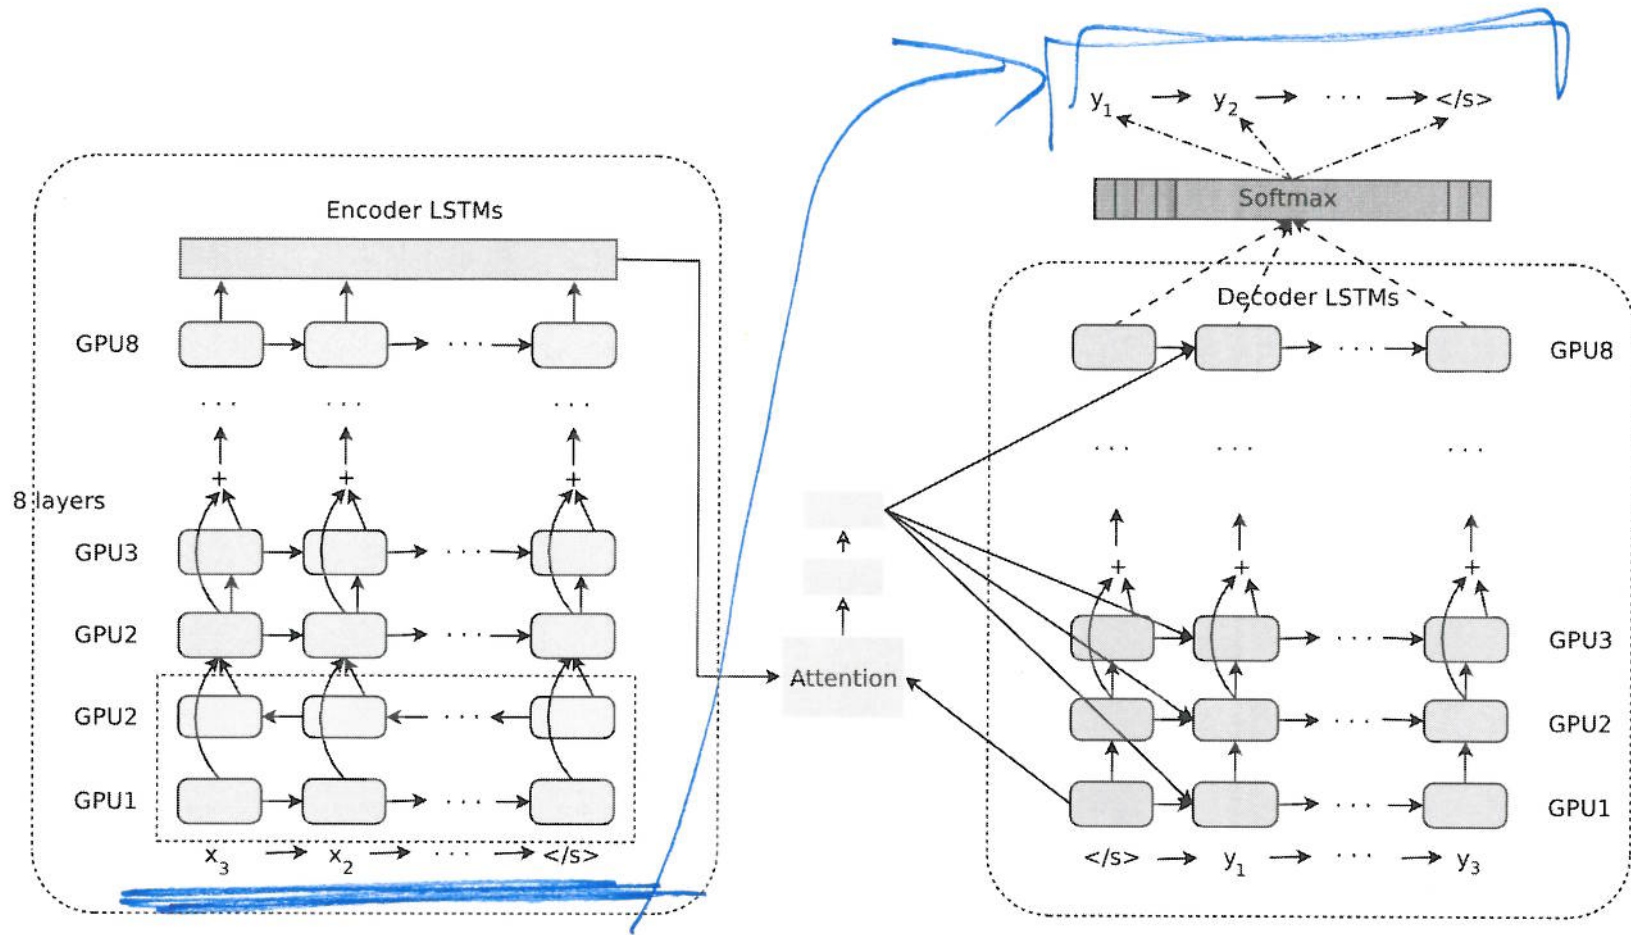 y1 → y2 → ... → </s>
Softmax
Encoder LSTMs
GPU8
...
8 layers
GPU3
GPU2
GPU2
GPU1
x3 → x2 → ... → </s>
Attention
Decoder LSTMs
GPU8
...
GPU3
GPU2
GPU1
</s> → y1 → ... → y3